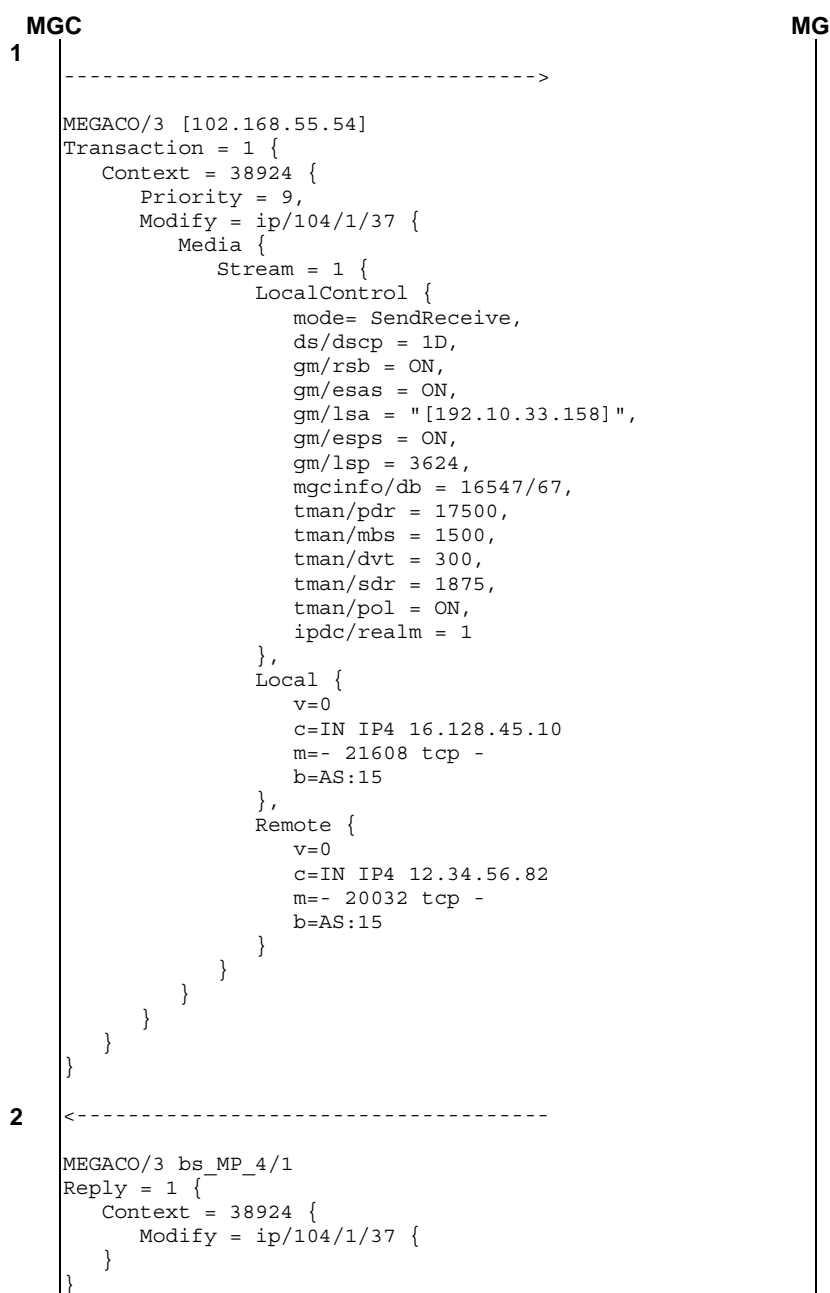 MGC MG
1
------------------------------------->
MEGACO/3 [102.168.55.54]
Transaction = 1 {
   Context = 38924 {
      Priority = 9,
      Modify = ip/104/1/37 {
         Media {
            Stream = 1 {
               LocalControl {
                  mode= SendReceive,
                  ds/dscp = 1D,
                  gm/rsb = ON,
                  gm/esas = ON,
                  gm/lsa = "[192.10.33.158]",
                  gm/esps = ON,
                  gm/lsp = 3624,
                  mgcinfo/db = 16547/67,
                  tman/pdr = 17500,
                  tman/mbs = 1500,
                  tman/dvt = 300,
                  tman/sdr = 1875,
                  tman/pol = ON,
                  ipdc/realm = 1
               },
               Local {
                  v=0
                  c=IN IP4 16.128.45.10
                  m=- 21608 tcp -
                  b=AS:15
               },
               Remote {
                  v=0
                  c=IN IP4 12.34.56.82
                  m=- 20032 tcp -
                  b=AS:15
               }
            }
         }
      }
   }
}
2 <-------------------------------------
MEGACO/3 bs_MP_4/1
Reply = 1 {
   Context = 38924 {
      Modify = ip/104/1/37 {
   }
}